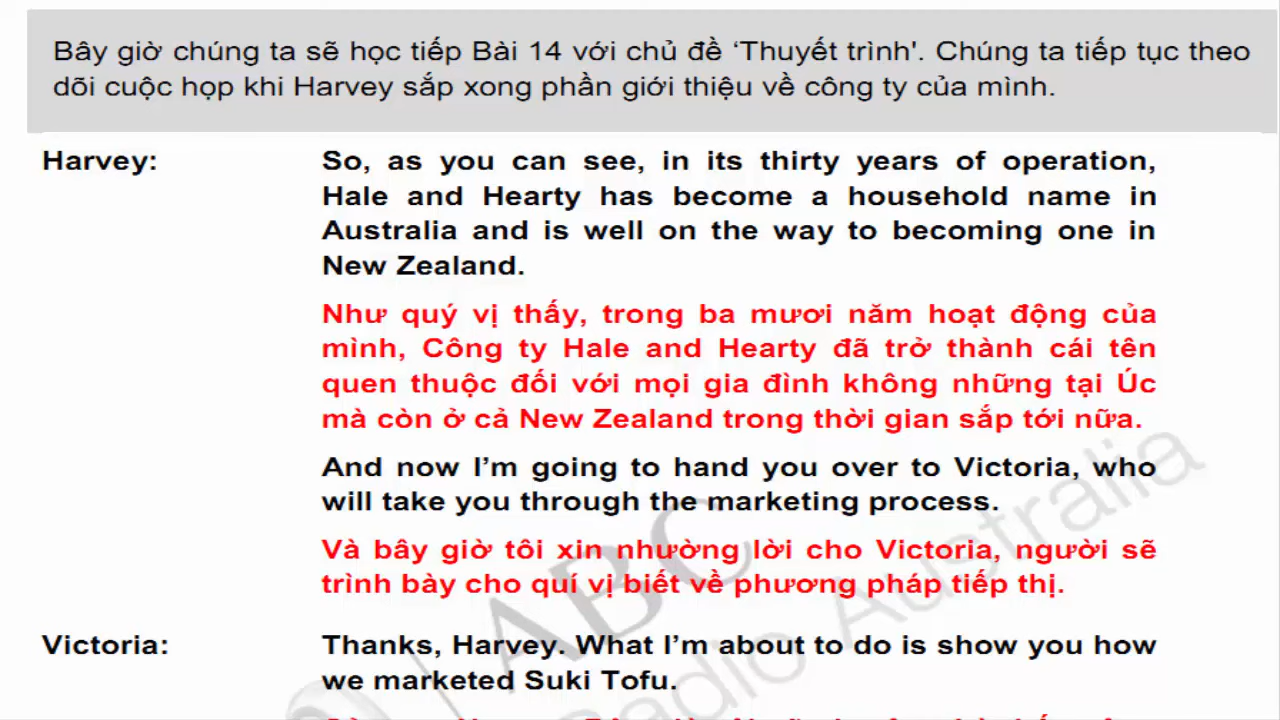 Bây giờ chúng ta sẽ học tiếp Bài 14 với chủ đề ‘Thuyết trình'. Chúng ta tiếp tục theo
dõi cuộc họp khi Harvey sắp xong phần giới thiệu về công ty của mình.
Harvey: So, as you can see, in its thirty years of operation,
Hale and Hearty has become a household name in
Australia and is well on the way to becoming one in
New Zealand.
Như quý vị thấy, trong ba mươi năm hoạt động của
mình, Công ty Hale and Hearty đã trở thành cái tên
quen thuộc đối với mọi gia đình không những tại Úc
mà còn ở cả New Zealand trong thời gian sắp tới nữa.
And now I’m going to hand you over to Victoria, who
will take you through the marketing process.
Và bây giờ tôi xin nhường lời cho Victoria, người sẽ
trình bày cho quí vị biết về phương pháp tiếp thị.
Victoria: Thanks, Harvey. What I’m about to do is show you how
we marketed Suki Tofu.
ABC
Radio Australia